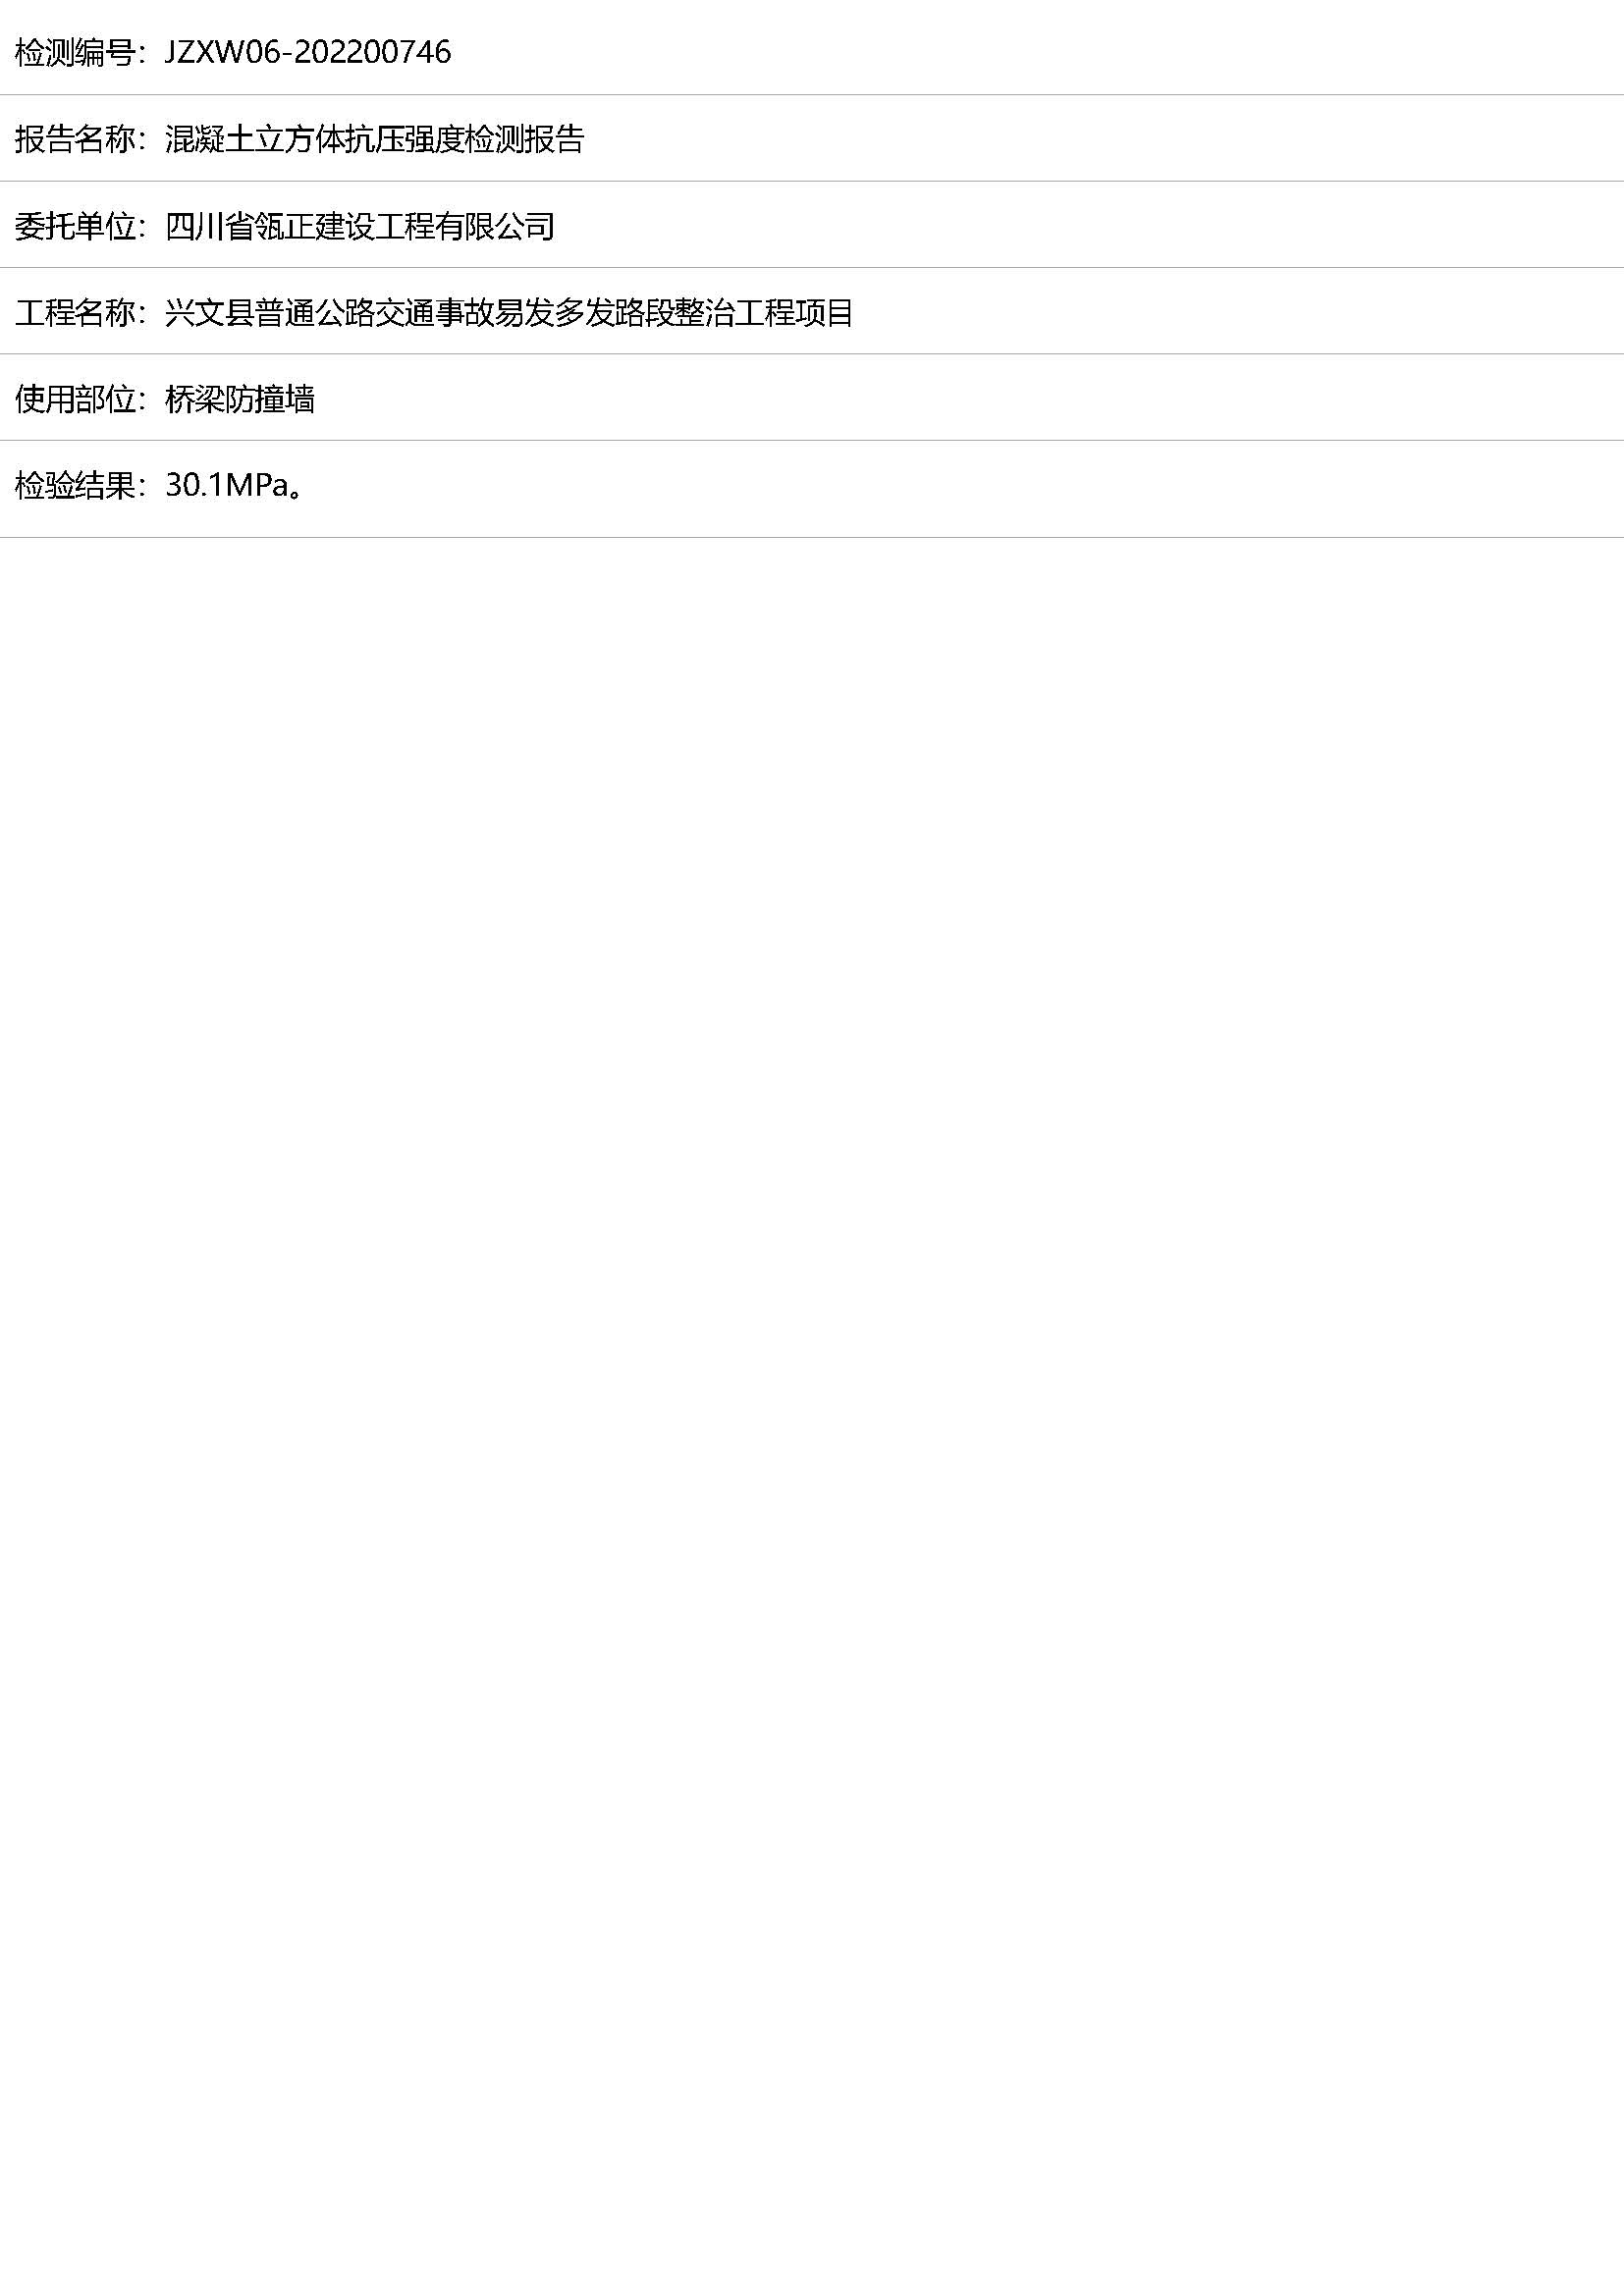 检测编号：JZXW06-202200746
报告名称：混凝土立方体抗压强度检测报告
委托单位：四川省瓴正建设工程有限公司
工程名称：兴文县普通公路交通事故易发多发路段整治工程项目
使用部位：桥梁防撞墙
检验结果：30.1MPa。